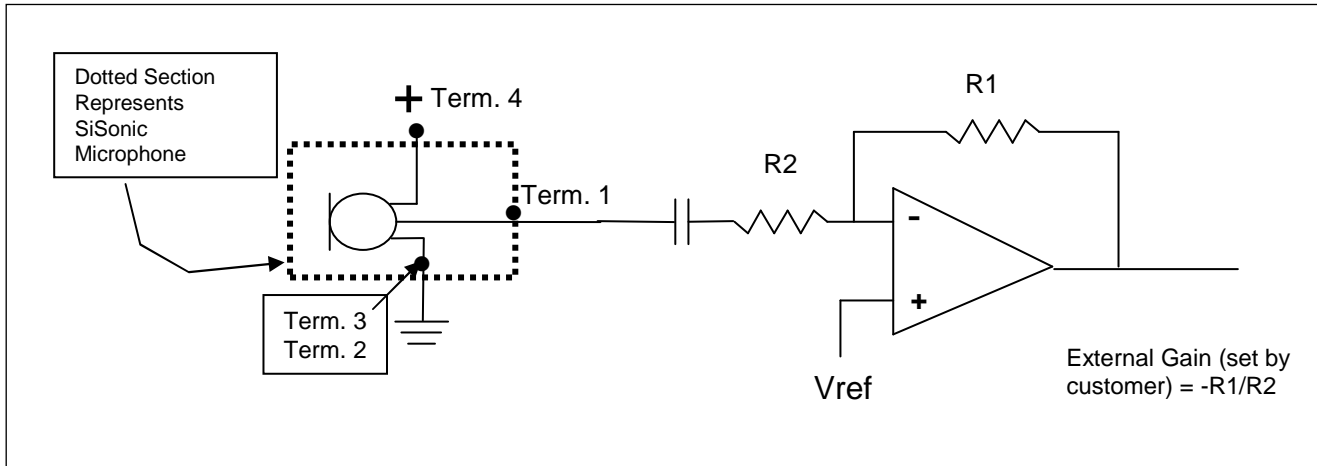 Dotted Section
Represents
SiSonic
Microphone
+ Term. 4
Term. 1
Term. 3
Term. 2
R2
R1
-
+
Vref
External Gain (set by
customer) = -R1/R2